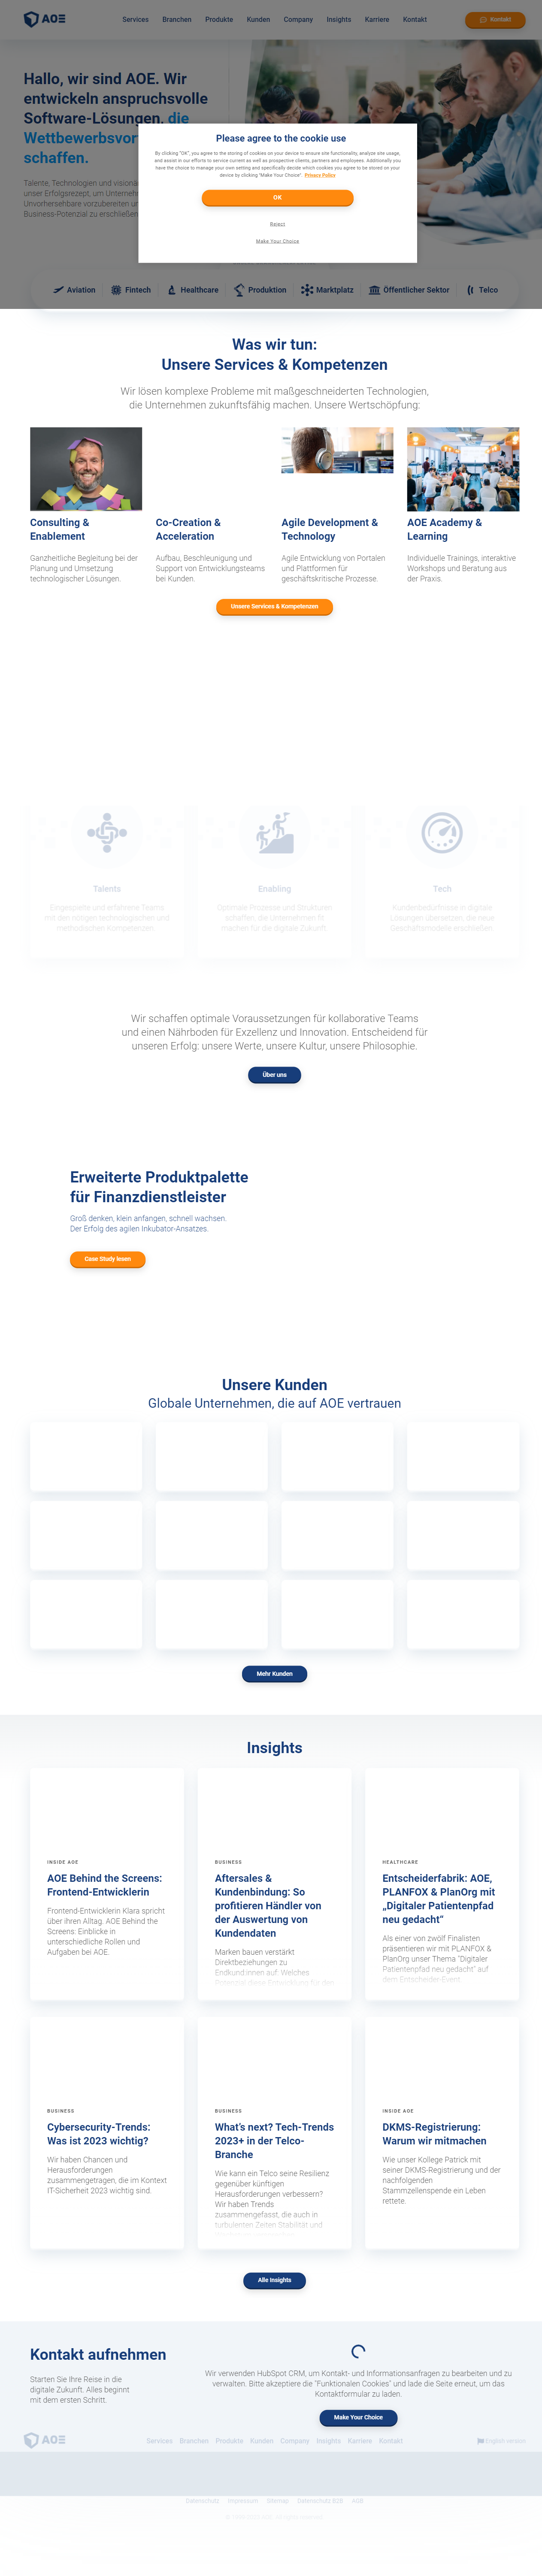 AOE
Services Branchen Produkte Kunden Company Insights Karriere Kontakt
Kontakt
Hallo, wir sind AOE. Wir
entwickeln anspruchsvolle
Software-Lösungen, die
schaffen.
Talente, Technologien und
unser Erfolgsrezept, um
Unvorhersehbare vorzubereiten
Business-Potenzial zu erschließen
Please agree to the cookie use
By clicking "OK", you agree to the storing of cookies on your device to ensure site functionality, analyze site usage,
and assist in our efforts to service current as well as prospective clients, partners and employees. Additionally you
have the choice to manage your own setting and specifically decide which cookies you agree to be stored on your
device by clicking "Make Your Choice". Privacy Policy
OK
Reject
Make Your Choice
Aviation Fintech Healthcare Produktion Marktplatz Öffentlicher Sektor Telco
Was wir tun:
Unsere Services & Kompetenzen
Wir lösen komplexe Probleme mit maßgeschneiderten Technologien,
die Unternehmen zukunftsfähig machen. Unsere Wertschöpfung:
Consulting &
Enablement
Ganzheitliche Begleitung bei der
Planung und Umsetzung
technologischer Lösungen.
Co-Creation &
Acceleration
Aufbau, Beschleunigung und
Support von Entwicklungsteams
bei Kunden.
Agile Development &
Technology
Agile Entwicklung von Portalen
und Plattformen für
geschäftskritische Prozesse.
AOE Academy &
Learning
Individuelle Trainings, interaktive
Workshops und Beratung aus
der Praxis.
Unsere Services & Kompetenzen
Talents
Eingespielte und erfahrene Teams
mit den nötigen technologischen und
methodischen Kompetenzen.
Enabling
Optimale Prozesse und Strukturen
schaffen, die Unternehmen fit
machen für die digitale Zukunft.
Tech
Kundenbedürfnisse in digitale
Lösungen übersetzen, die neue
Geschäftsmodelle erschließen.
Wir schaffen optimale Voraussetzungen für kollaborative Teams
und einen Nährboden für Exzellenz und Innovation. Entscheidend für
unseren Erfolg: unsere Werte, unsere Kultur, unsere Philosophie.
Über uns
Erweiterte Produktpalette
für Finanzdienstleister
Groß denken, klein anfangen, schnell wachsen.
Der Erfolg des agilen Inkubator-Ansatzes.
Case Study lesen
Unsere Kunden
Globale Unternehmen, die auf AOE vertrauen
Mehr Kunden
Insights
INSIDE AOE
AOE Behind the Screens:
Frontend-Entwicklerin
Frontend-Entwicklerin Klara spricht
über ihren Alltag. AOE Behind the
Screens: Einblicke in
unterschiedliche Rollen und
Aufgaben bei AOE.
BUSINESS
Aftersales &
Kundenbindung: So
profitieren Händler von
der Auswertung von
Kundendaten
Marken bauen verstärkt
Direktbeziehungen zu
Endkund:innen auf. Welches
Potenzial diese Entwicklung für den
HEALTHCARE
Entscheiderfabrik: AOE,
PLANFOX & PlanOrg mit
„Digitaler Patientenpfad
neu gedacht“
Als einer von zwölf Finalisten
präsentieren wir mit PLANFOX &
PlanOrg unser Thema “Digitaler
Patientenpfad neu gedacht” auf
dem Entscheider-Event.
BUSINESS
Cybersecurity-Trends:
Was ist 2023 wichtig?
Wir haben Chancen und
Herausforderungen
zusammengetragen, die im Kontext
IT-Sicherheit 2023 wichtig sind.
BUSINESS
What’s next? Tech-Trends
2023+ in der Telco-
Branche
Wie kann ein Telco seine Resilienz
gegenüber künftigen
Herausforderungen verbessern?
Wir haben Trends
zusammengefasst, die auch in
turbulenten Zeiten Stabilität und
INSIDE AOE
DKMS-Registrierung:
Warum wir mitmachen
Wie unser Kollege Patrick mit
seiner DKMS-Registrierung und der
nachfolgenden
Stammzellenspende ein Leben
rettete.
Alle Insights
Kontakt aufnehmen
Starten Sie Ihre Reise in die
digitale Zukunft. Alles beginnt
mit dem ersten Schritt.
Wir verwenden HubSpot CRM, um Kontakt- und Informationsanfragen zu bearbeiten und zu
verwalten. Bitte akzeptiere die "Funktionalen Cookies" und lade die Seite erneut, um das
Kontaktformular zu laden.
Make Your Choice
AOE
Services Branchen Produkte Kunden Company Insights Karriere Kontakt
English version
Datenschutz Impressum Sitemap Datenschutz B2B AGB